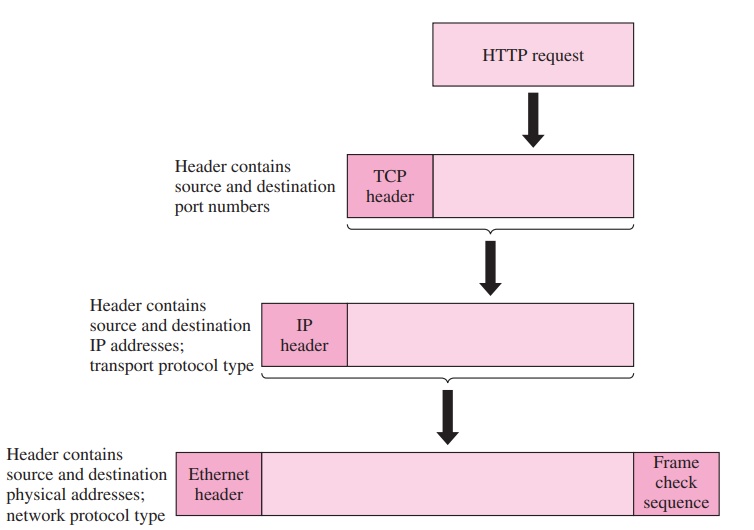 HTTP request
Header contains
source and destination
port numbers
TCP
header
Header contains
source and destination
IP addresses;
transport protocol type
IP
header
Header contains
source and destination
physical addresses;
network protocol type
Ethernet
header
Frame
check
sequence